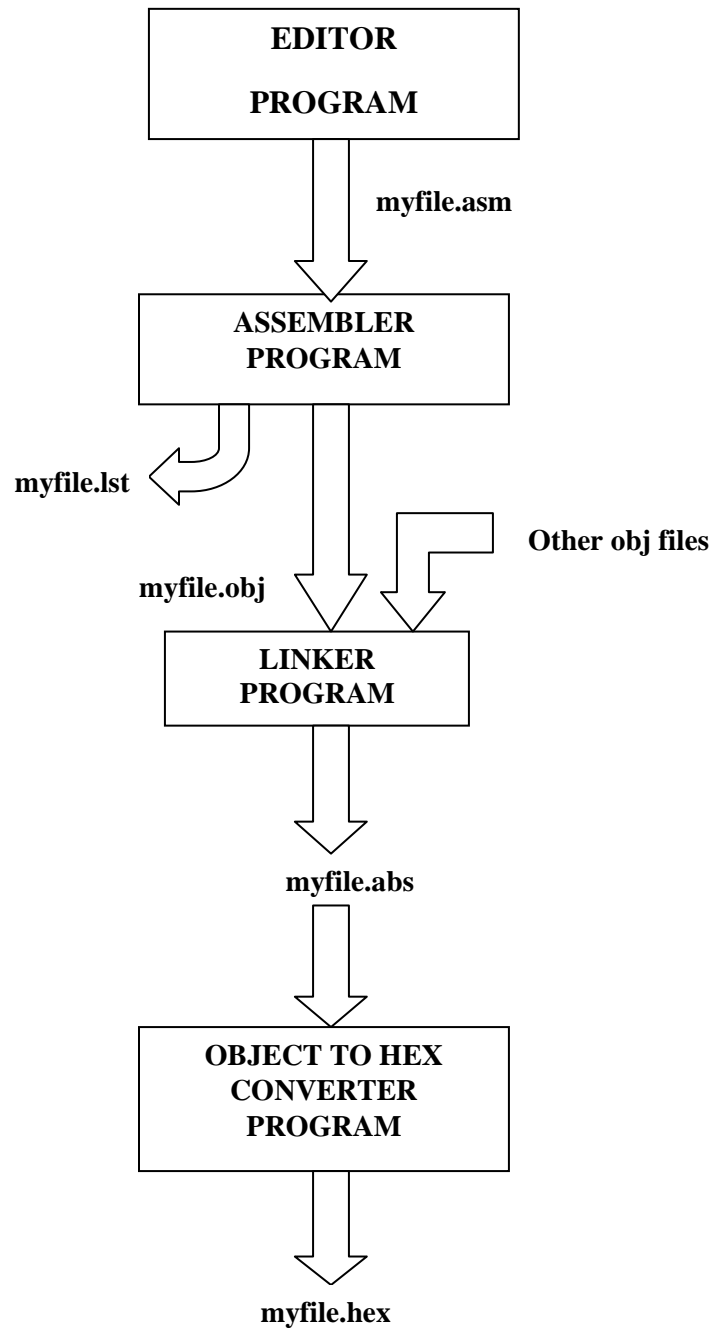 EDITOR
PROGRAM
myfile.asm
ASSEMBLER
PROGRAM
myfile.lst
Other obj files
myfile.obj
LINKER
PROGRAM
myfile.abs
OBJECT TO HEX
CONVERTER
PROGRAM
myfile.hex